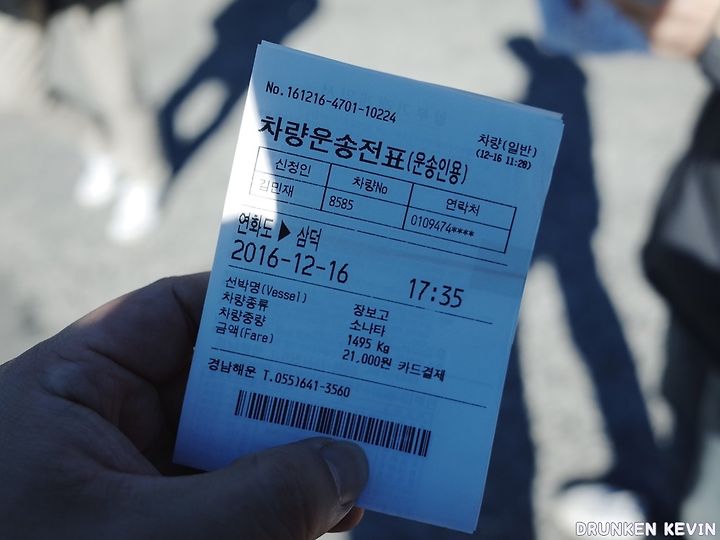 No.161216-4701-10224
차량(일반)
차량운송전표(운송인용)
(12-16 11:20)
신청인 차량No 연락처
김민재 8585 0109474****
연화도 ▶ 삼덕
2016-12-16 17:35
선박명(Vessel) 장보고
차량종류 소나타
차량중량 1495 Kg
금액(Fare) 21,000원 카드결제
경남해운 T.055)641-3560
DRUNKEN KEVIN